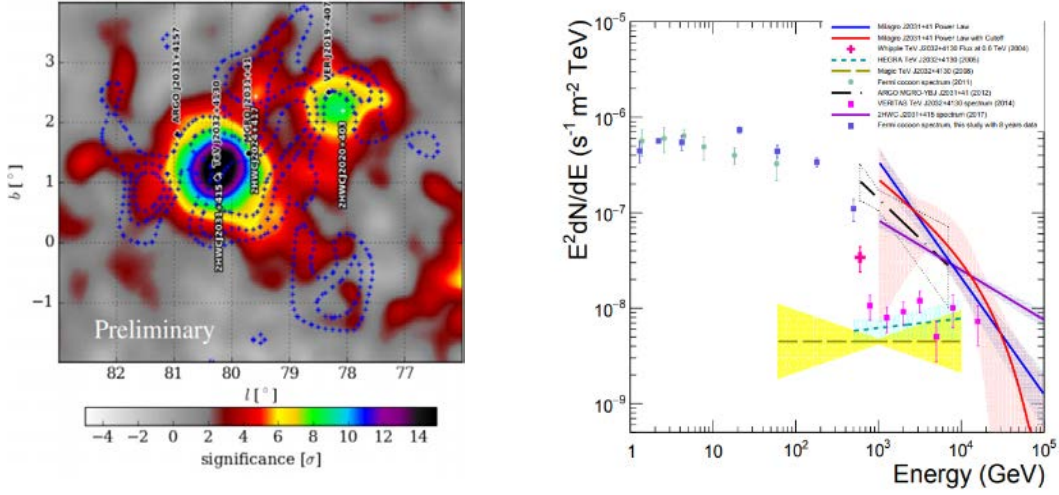 ARGO J2031+4157
TeV J2032+4130
MGRO J2031+41
2HWC J2024+417
2HWC J2031+415
VER J2019+407
2HWC J2020+403
Preliminary
b [°]
3
2
1
0
−1
82 81 80 79 78 77
l [°]
−4 −2 0 2 4 6 8 10 12 14
significance [σ]
10⁻⁵
10⁻⁶
10⁻⁷
10⁻⁸
10⁻⁹
E²dN/dE (s⁻¹ m⁻² TeV)
Milagro J2031+41 Power Law
Milagro J2031+41 Power Law with Cutoff
Whipple TeV J2032+4130 Flux at 0.6 TeV (2004)
HEGRA TeV J2032+4130 (2005)
Magic TeV J2032+4130 (2008)
Fermi cocoon spectrum (2011)
ARGO MGRO-YBJ J2031+41 (2012)
VERITAS TeV J2032+4130 spectrum (2014)
2HWC J2031+415 spectrum (2017)
Fermi cocoon spectrum, this study with 8 years data
1 10 10² 10³ 10⁴ 10⁵
Energy (GeV)